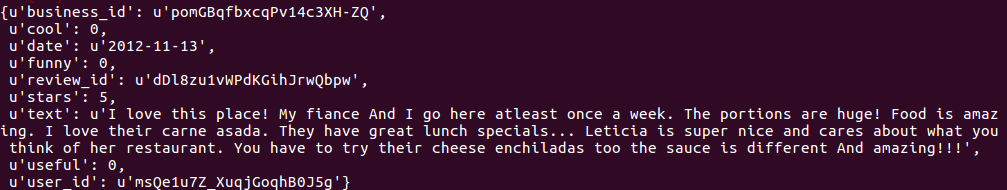 {u'business_id': u'pomGBqfbxcqPv14c3XH-ZQ',
 u'cool': 0,
 u'date': u'2012-11-13',
 u'funny': 0,
 u'review_id': u'dDl8zu1vWPdKGihJrwQbpw',
 u'stars': 5,
 u'text': u'I love this place! My fiance And I go here atleast once a week. The portions are huge! Food is amaz
ing. I love their carne asada. They have great lunch specials... Leticia is super nice and cares about what you
 think of her restaurant. You have to try their cheese enchiladas too the sauce is different And amazing!!!',
 u'useful': 0,
 u'user_id': u'msQe1u7Z_XuqjGoqhB0J5g'}